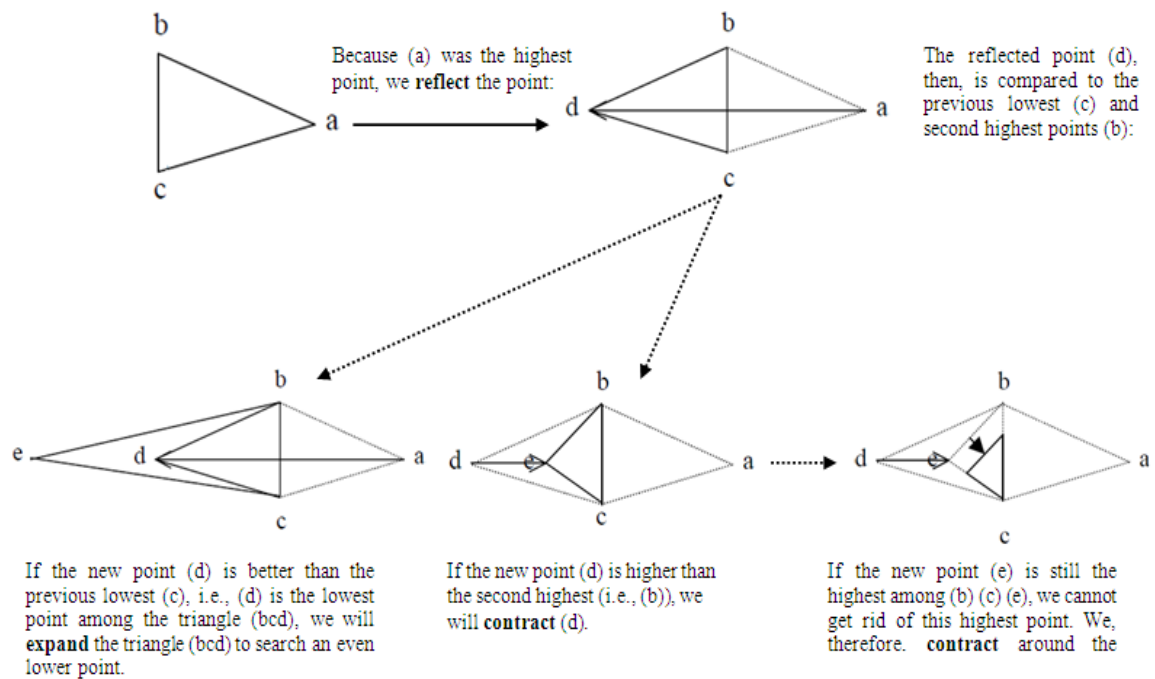 b
a
c
Because (a) was the highest
point, we reflect the point:
b
d
a
c
The reflected point (d),
then, is compared to the
previous lowest (c) and
second highest points (b):
b
e
d
a
c
b
d
e
a
c
b
d
e
a
c
If the new point (d) is better than the
previous lowest (c), i.e., (d) is the lowest
point among the triangle (bcd), we will
expand the triangle (bcd) to search an even
lower point.
If the new point (d) is higher than
the second highest (i.e., (b)), we
will contract (d).
If the new point (e) is still the
highest among (b) (c) (e), we cannot
get rid of this highest point. We,
therefore. contract around the